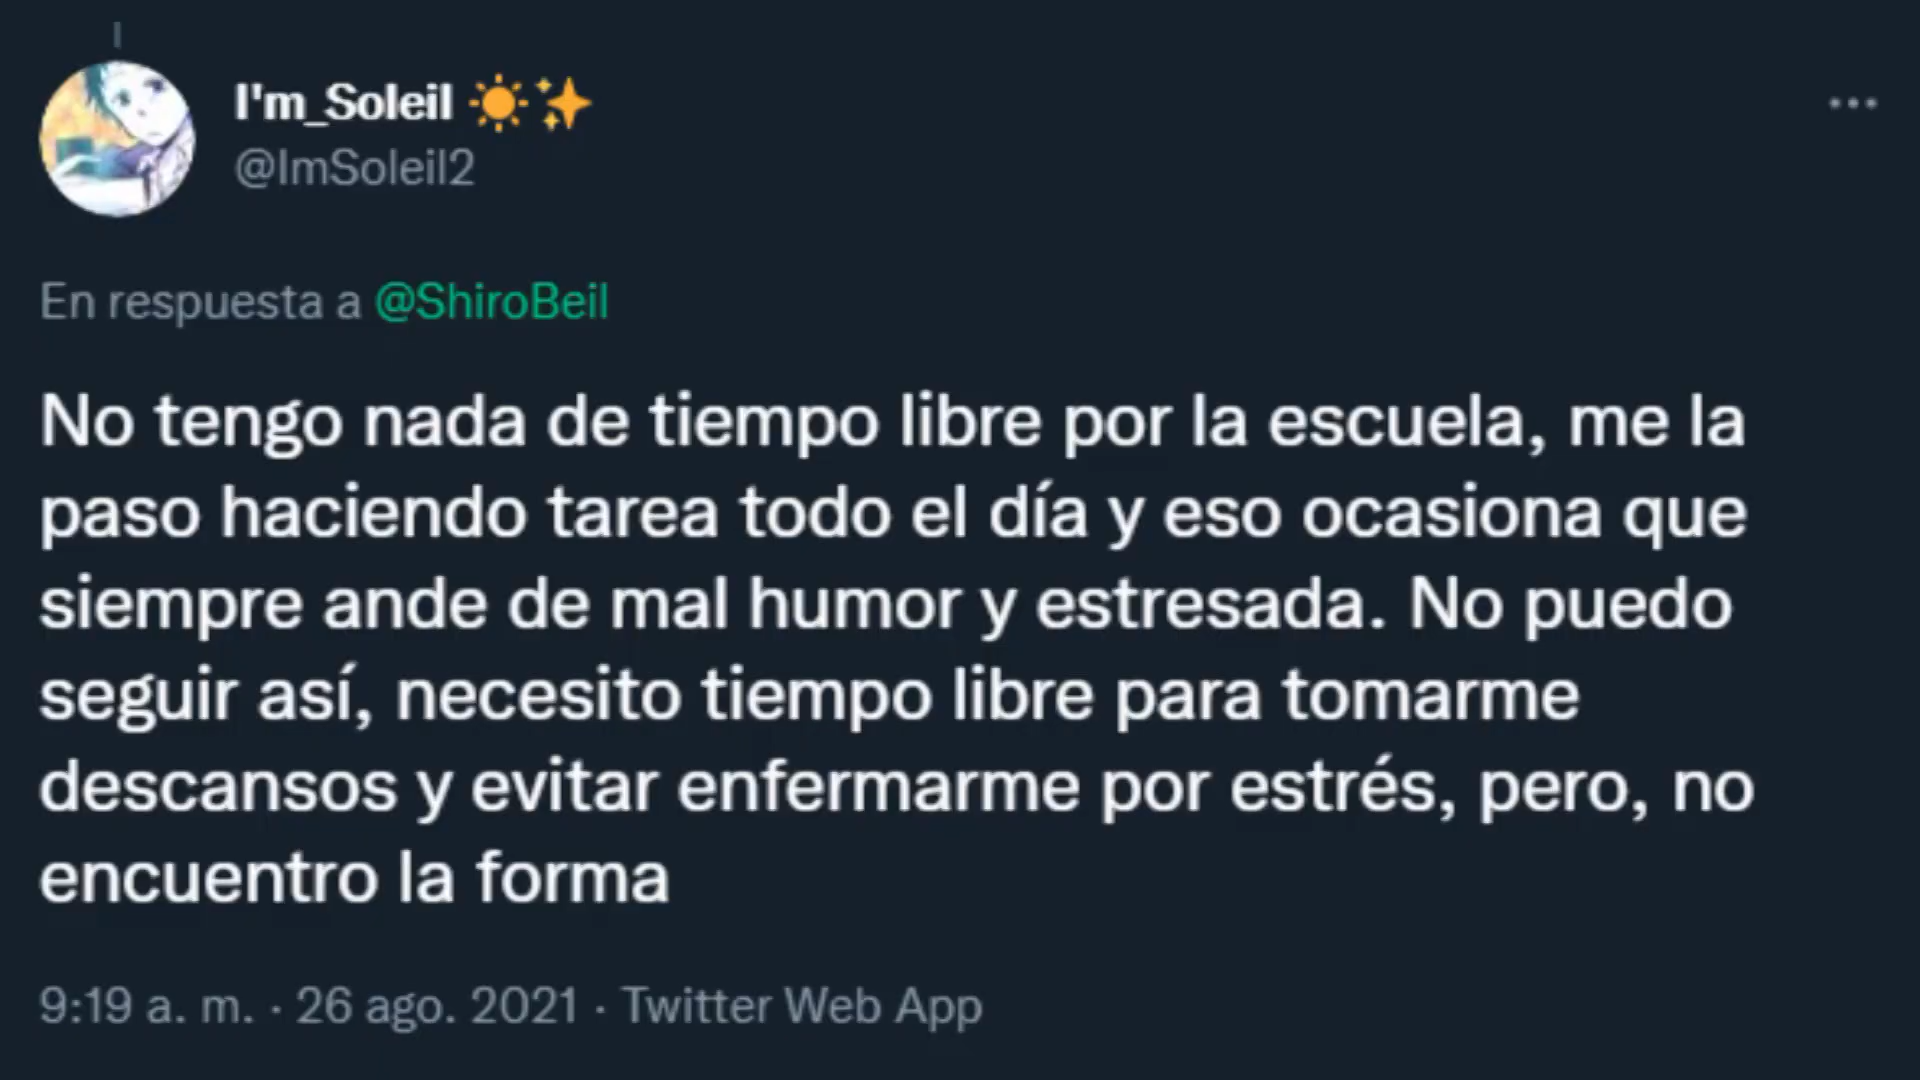 I'm_Soleil ☀️✨
@ImSoleil2
En respuesta a @ShiroBeil
No tengo nada de tiempo libre por la escuela, me la
paso haciendo tarea todo el día y eso ocasiona que
siempre ande de mal humor y estresada. No puedo
seguir así, necesito tiempo libre para tomarme
descansos y evitar enfermarme por estrés, pero, no
encuentro la forma
9:19 a. m. · 26 ago. 2021 · Twitter Web App